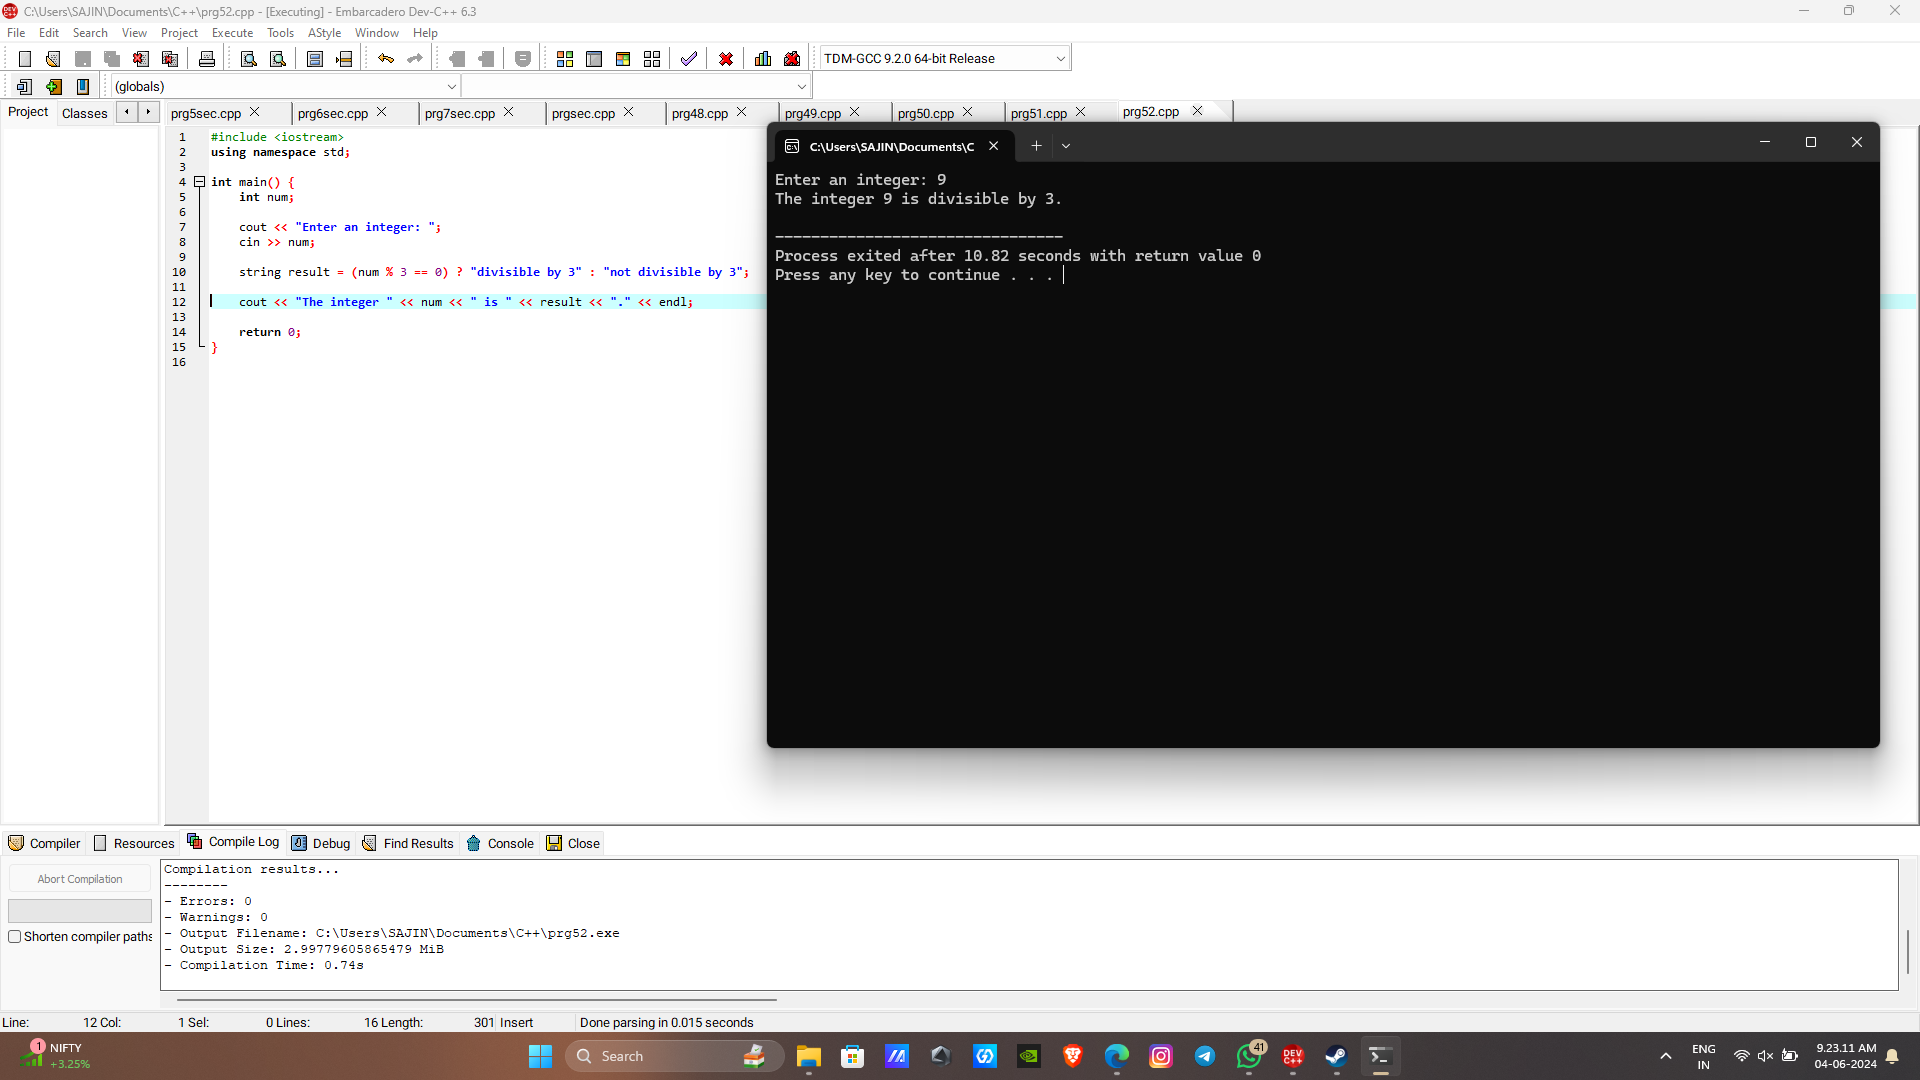 C:\Users\SAJIN\Documents\C++\prg52.cpp - [Executing] - Embarcadero Dev-C++ 6.3
File Edit Search View Project Execute Tools AStyle Window Help
TDM-GCC 9.2.0 64-bit Release
(globals)
Project Classes prg5sec.cpp prg6sec.cpp prg7sec.cpp prgsec.cpp prg48.cpp prg49.cpp prg50.cpp prg51.cpp prg52.cpp
1 #include <iostream>
2 using namespace std;
3
4 int main() {
5 int num;
6
7 cout << "Enter an integer: ";
8 cin >> num;
9
10 string result = (num % 3 == 0) ? "divisible by 3" : "not divisible by 3";
11
12 cout << "The integer " << num << " is " << result << "." << endl;
13
14 return 0;
15 }
16
C:\Users\SAJIN\Documents\C
Enter an integer: 9
The integer 9 is divisible by 3.
--------------------------------
Process exited after 10.82 seconds with return value 0
Press any key to continue . . .
Compiler Resources Compile Log Debug Find Results Console Close
Abort Compilation
Shorten compiler paths
Compilation results...
--------
- Errors: 0
- Warnings: 0
- Output Filename: C:\Users\SAJIN\Documents\C++\prg52.exe
- Output Size: 2.99779605865479 MiB
- Compilation Time: 0.74s
Line: 12 Col: 1 Sel: 0 Lines: 16 Length: 301 Insert Done parsing in 0.015 seconds
1 NIFTY
+3.25%
Search
41
DEV
C++
ENG
IN
9.23.11 AM
04-06-2024